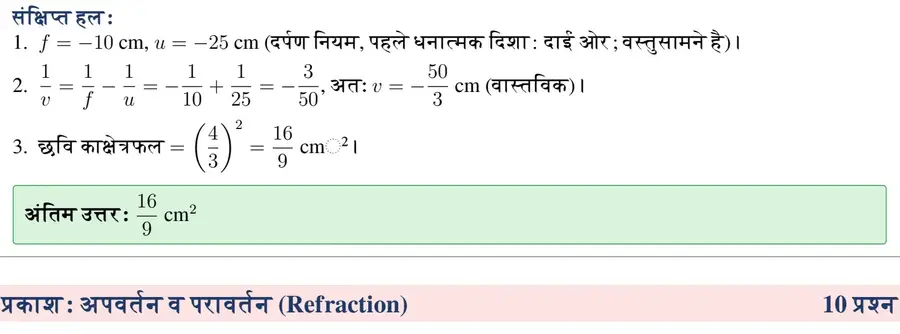 संक्षिप्त हल:
1. f = −10 cm, u = −25 cm (दर्पण नियम, पहले धनात्मक दिशा: दाईं ओर; वस्तुसामने है)।
2. 1/v = 1/f − 1/u = −1/10 + 1/25 = −3/50, अतः v = −50/3 cm (वास्तविक)।
3. छवि काक्षेत्रफल = (4/3)² = 16/9 cm²।
अंतिम उत्तर: 16/9 cm²
प्रकाश: अपवर्तन व परावर्तन (Refraction) 10 प्रश्न